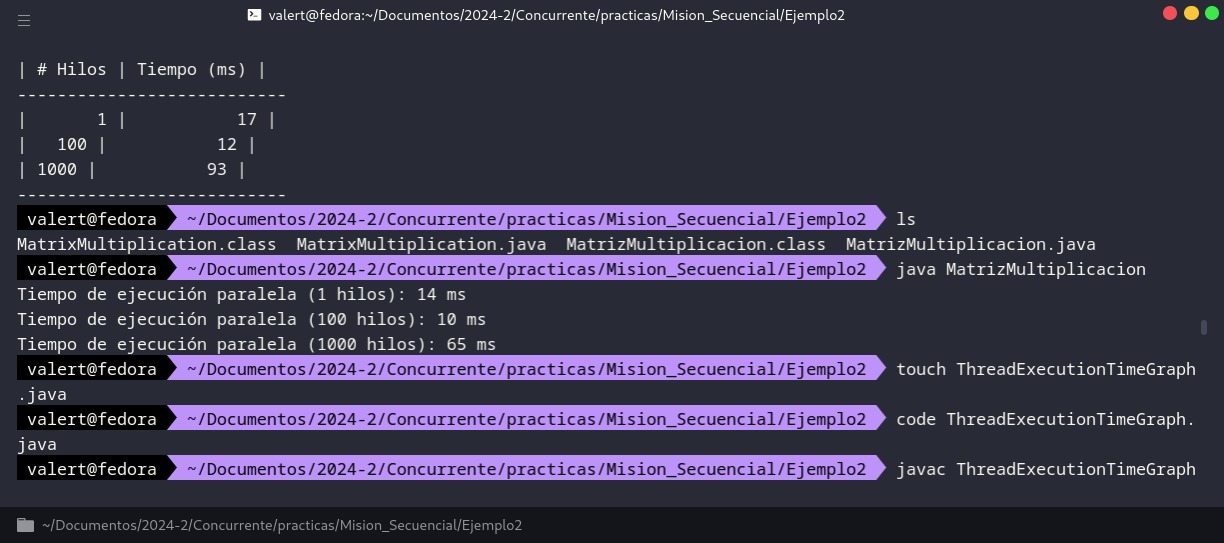 valert@fedora:~/Documentos/2024-2/Concurrente/practicas/Mision_Secuencial/Ejemplo2
| # Hilos | Tiempo (ms) |
---------------------------
|       1 |           17 |
|   100 |           12 |
| 1000 |           93 |
---------------------------
valert@fedora ~/Documentos/2024-2/Concurrente/practicas/Mision_Secuencial/Ejemplo2 ls
MatrixMultiplication.class  MatrixMultiplication.java  MatrizMultiplicacion.class  MatrizMultiplicacion.java
valert@fedora ~/Documentos/2024-2/Concurrente/practicas/Mision_Secuencial/Ejemplo2 java MatrizMultiplicacion
Tiempo de ejecución paralela (1 hilos): 14 ms
Tiempo de ejecución paralela (100 hilos): 10 ms
Tiempo de ejecución paralela (1000 hilos): 65 ms
valert@fedora ~/Documentos/2024-2/Concurrente/practicas/Mision_Secuencial/Ejemplo2 touch ThreadExecutionTimeGraph
.java
valert@fedora ~/Documentos/2024-2/Concurrente/practicas/Mision_Secuencial/Ejemplo2 code ThreadExecutionTimeGraph.
java
valert@fedora ~/Documentos/2024-2/Concurrente/practicas/Mision_Secuencial/Ejemplo2 javac ThreadExecutionTimeGraph
~/Documentos/2024-2/Concurrente/practicas/Mision_Secuencial/Ejemplo2